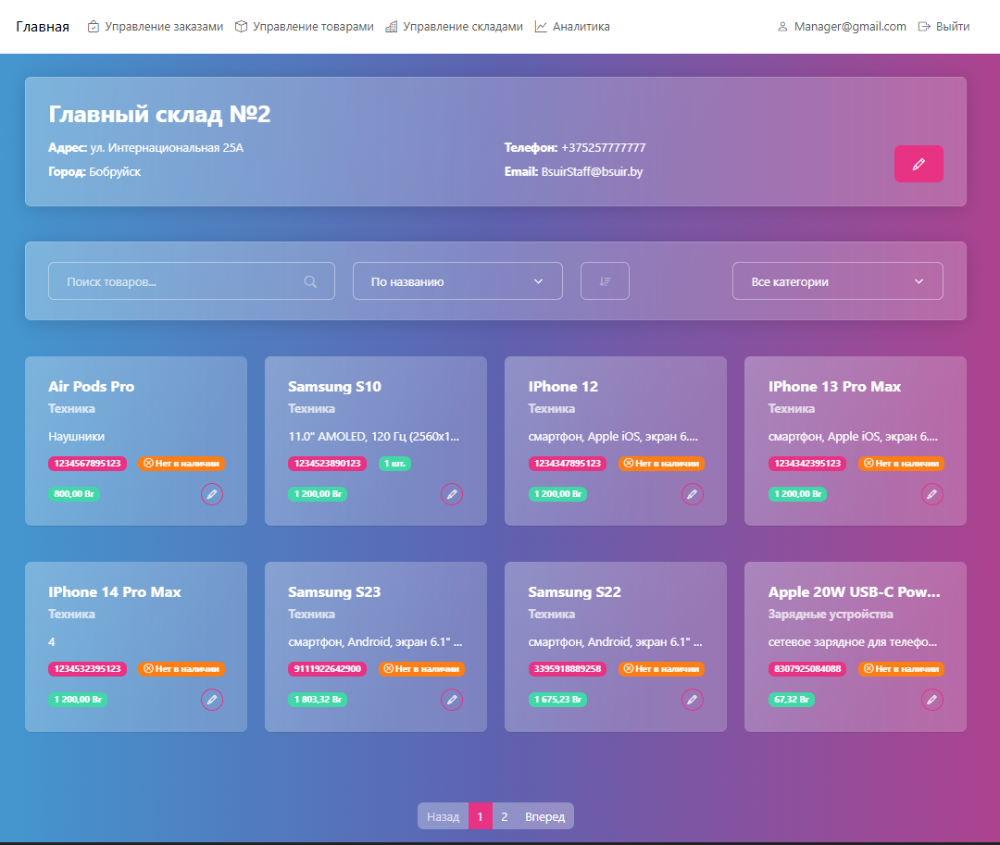 Главная Управление заказами Управление товарами Управление складами Аналитика Manager@gmail.com Выйти
Главный склад №2
Адрес: ул. Интернациональная 25А Телефон: +375257777777
Город: Бобруйск Email: BsuirStaff@bsuir.by
Поиск товаров... По названию Все категории
Air Pods Pro
Техника
Наушники
1234567895123 Нет в наличии
800,00 Br
Samsung S10
Техника
11.0" AMOLED, 120 Гц (2560x1...
1234523890123 1 шт.
1 200,00 Br
IPhone 12
Техника
смартфон, Apple iOS, экран 6....
1234347895123 Нет в наличии
1 200,00 Br
IPhone 13 Pro Max
Техника
смартфон, Apple iOS, экран 6....
1234342395123 Нет в наличии
1 200,00 Br
IPhone 14 Pro Max
Техника
4
1234532395123 Нет в наличии
1 200,00 Br
Samsung S23
Техника
смартфон, Android, экран 6.1" ...
9111922642900 Нет в наличии
1 803,32 Br
Samsung S22
Техника
смартфон, Android, экран 6.1" ...
3395918889258 Нет в наличии
1 675,23 Br
Apple 20W USB-C Pow...
Зарядные устройства
сетевое зарядное для телефо...
8307925084088 Нет в наличии
67,32 Br
Назад 1 2 Вперед